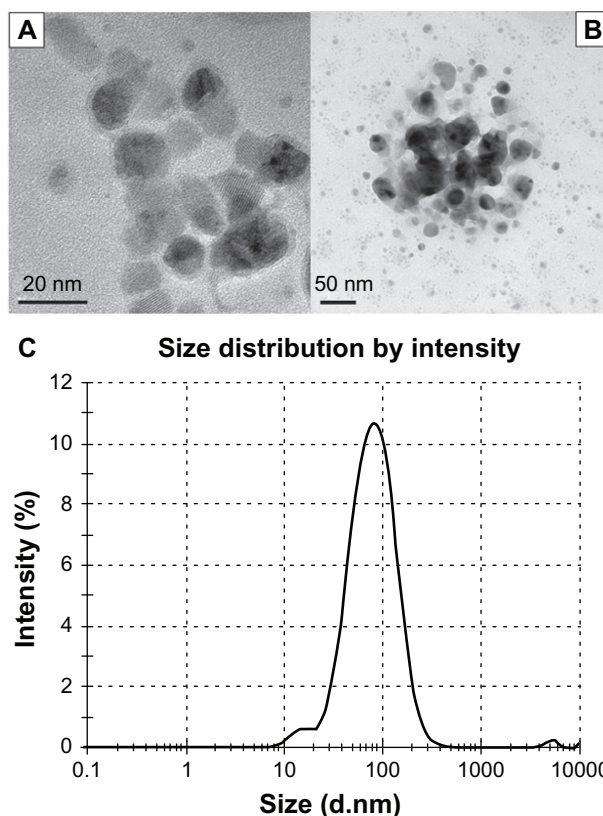 A
B
20 nm
50 nm
C
Size distribution by intensity
12
10
8
6
4
2
0
Intensity (%)
0.1 1 10 100 1000 10000
Size (d.nm)